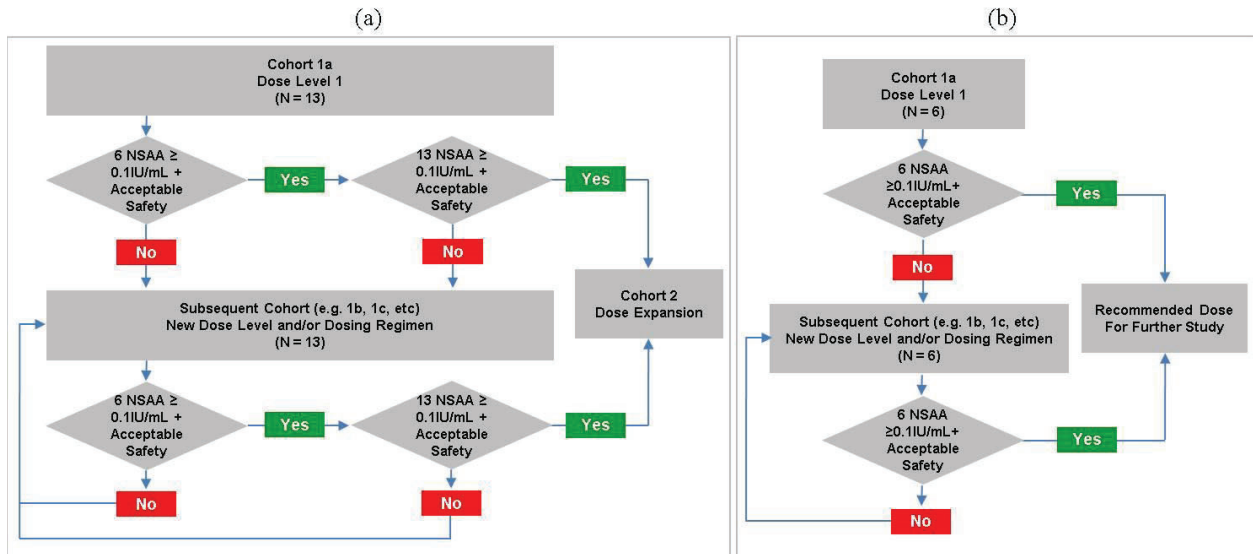 (a)
Cohort 1a
Dose Level 1
(N = 13)
6 NSAA ≥
0.1IU/mL +
Acceptable
Safety
Yes
13 NSAA ≥
0.1IU/mL +
Acceptable
Safety
Yes
No
No
Subsequent Cohort (e.g. 1b, 1c, etc)
New Dose Level and/or Dosing Regimen
(N = 13)
Cohort 2
Dose Expansion
6 NSAA ≥
0.1IU/mL +
Acceptable
Safety
Yes
13 NSAA ≥
0.1IU/mL +
Acceptable
Safety
Yes
No
No
(b)
Cohort 1a
Dose Level 1
(N = 6)
6 NSAA
≥0.1IU/mL+
Acceptable
Safety
Yes
No
Subsequent Cohort (e.g. 1b, 1c, etc)
New Dose Level and/or Dosing Regimen
(N = 6)
Recommended Dose
For Further Study
6 NSAA
≥0.1IU/mL+
Acceptable
Safety
Yes
No